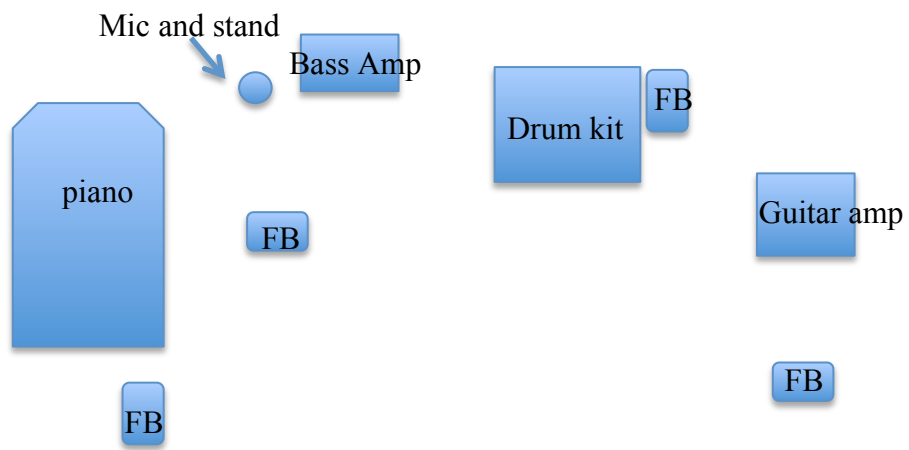 Mic and stand
Bass Amp
FB
Drum kit
piano
Guitar amp
FB
FB
FB